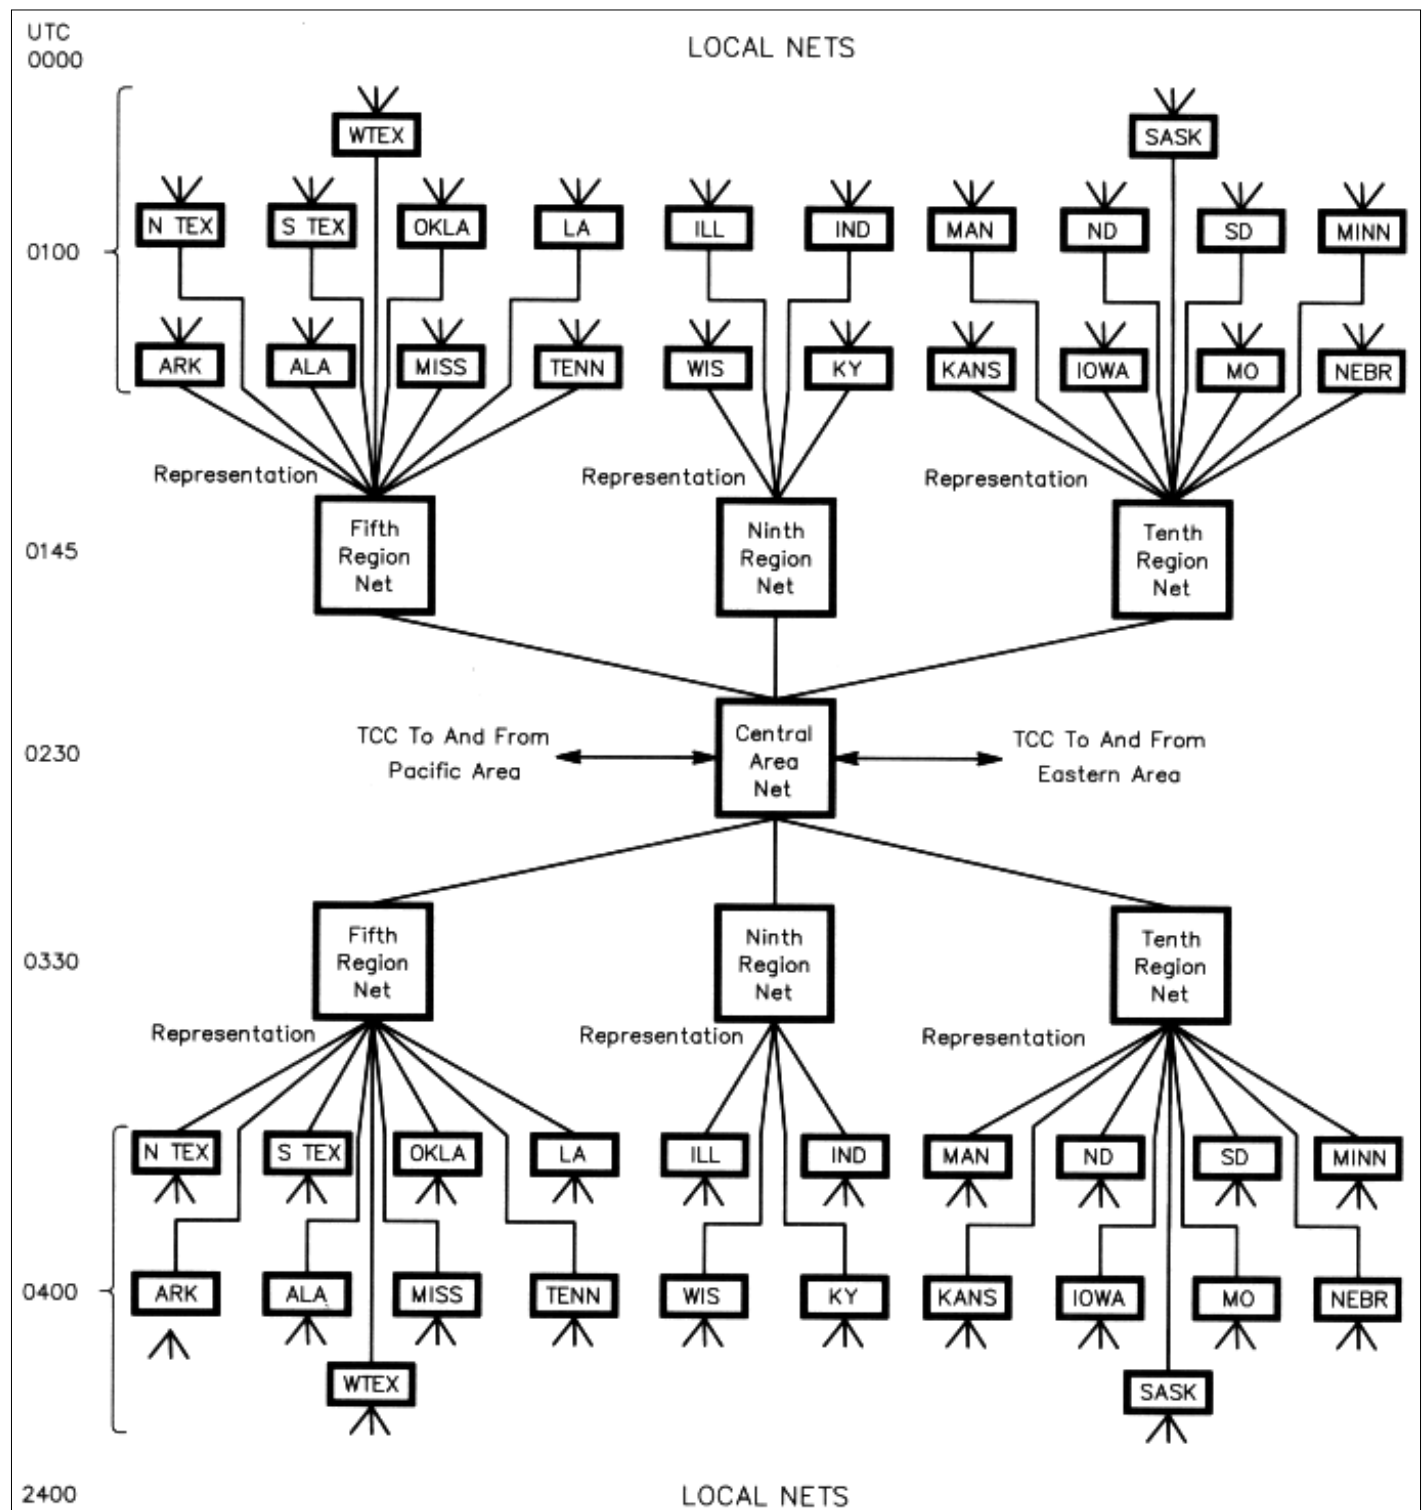 UTC
0000
LOCAL NETS
WTEX
SASK
N TEX
S TEX
OKLA
LA
ILL
IND
MAN
ND
SD
MINN
0100
ARK
ALA
MISS
TENN
WIS
KY
KANS
IOWA
MO
NEBR
Representation
Representation
Representation
0145
Fifth
Region
Net
Ninth
Region
Net
Tenth
Region
Net
0230
TCC To And From
Pacific Area
Central
Area
Net
TCC To And From
Eastern Area
0330
Fifth
Region
Net
Ninth
Region
Net
Tenth
Region
Net
Representation
Representation
Representation
N TEX
S TEX
OKLA
LA
ILL
IND
MAN
ND
SD
MINN
0400
ARK
ALA
MISS
TENN
WIS
KY
KANS
IOWA
MO
NEBR
WTEX
SASK
2400
LOCAL NETS